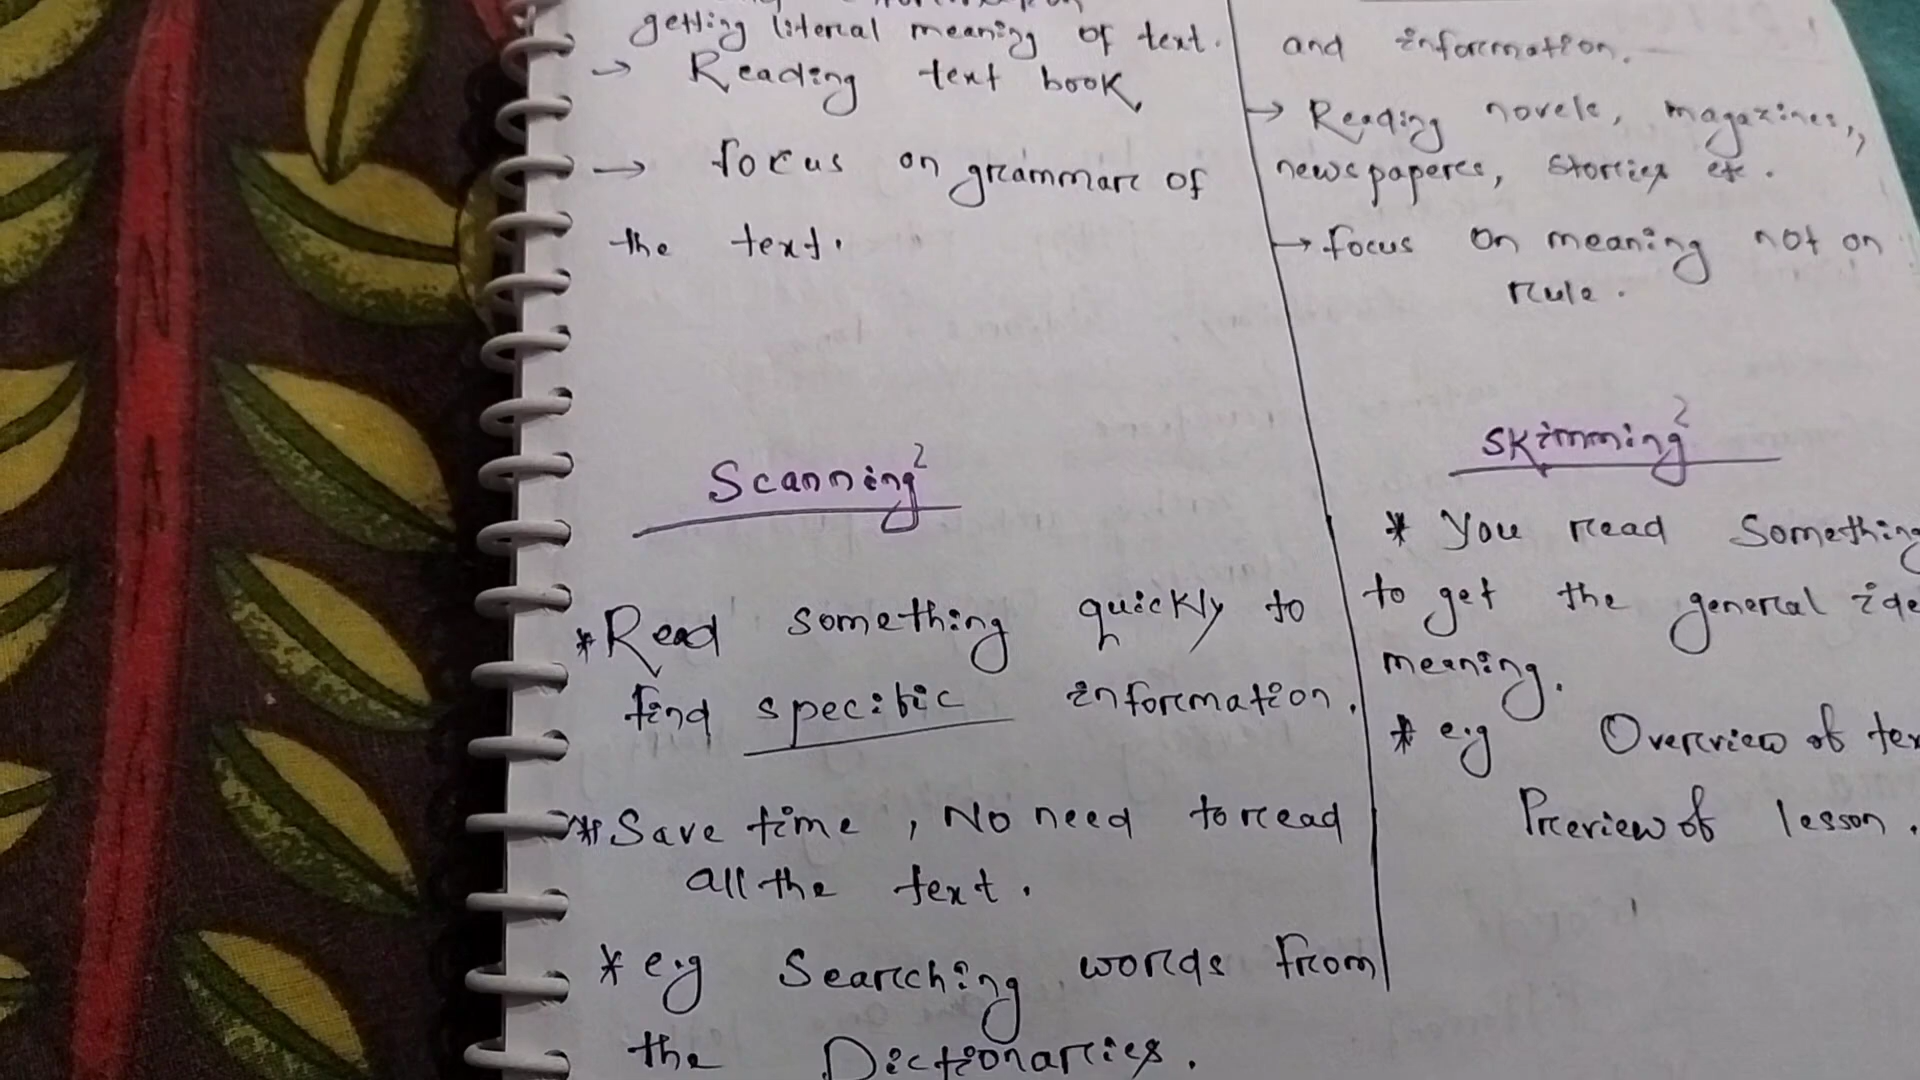 getting literal meaning of text.
→ Reading text book,
→ focus on grammar of
the text.
and information.
→ Reading novels, magazines,,
newspapers, stories etc.
→ focus on meaning not on
rule.
Scanning²
* Read something quickly to
find specific information.
* Save time, No need to read
all the text.
* e.g Searching words from
the Dictionaries.
Skimming²
* You read Something
to get the general ide
meaning.
* e.g Overview of tex
Preview of lesson.